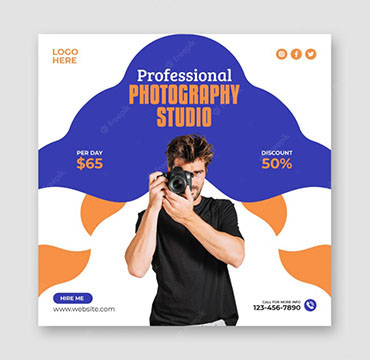 LOGO
HERE
Professional
PHOTOGRAPHY
STUDIO
PER DAY
$65
DISCOUNT
50%
HIRE ME
www.website.com
CALL FOR MORE INFO
123-456-7890